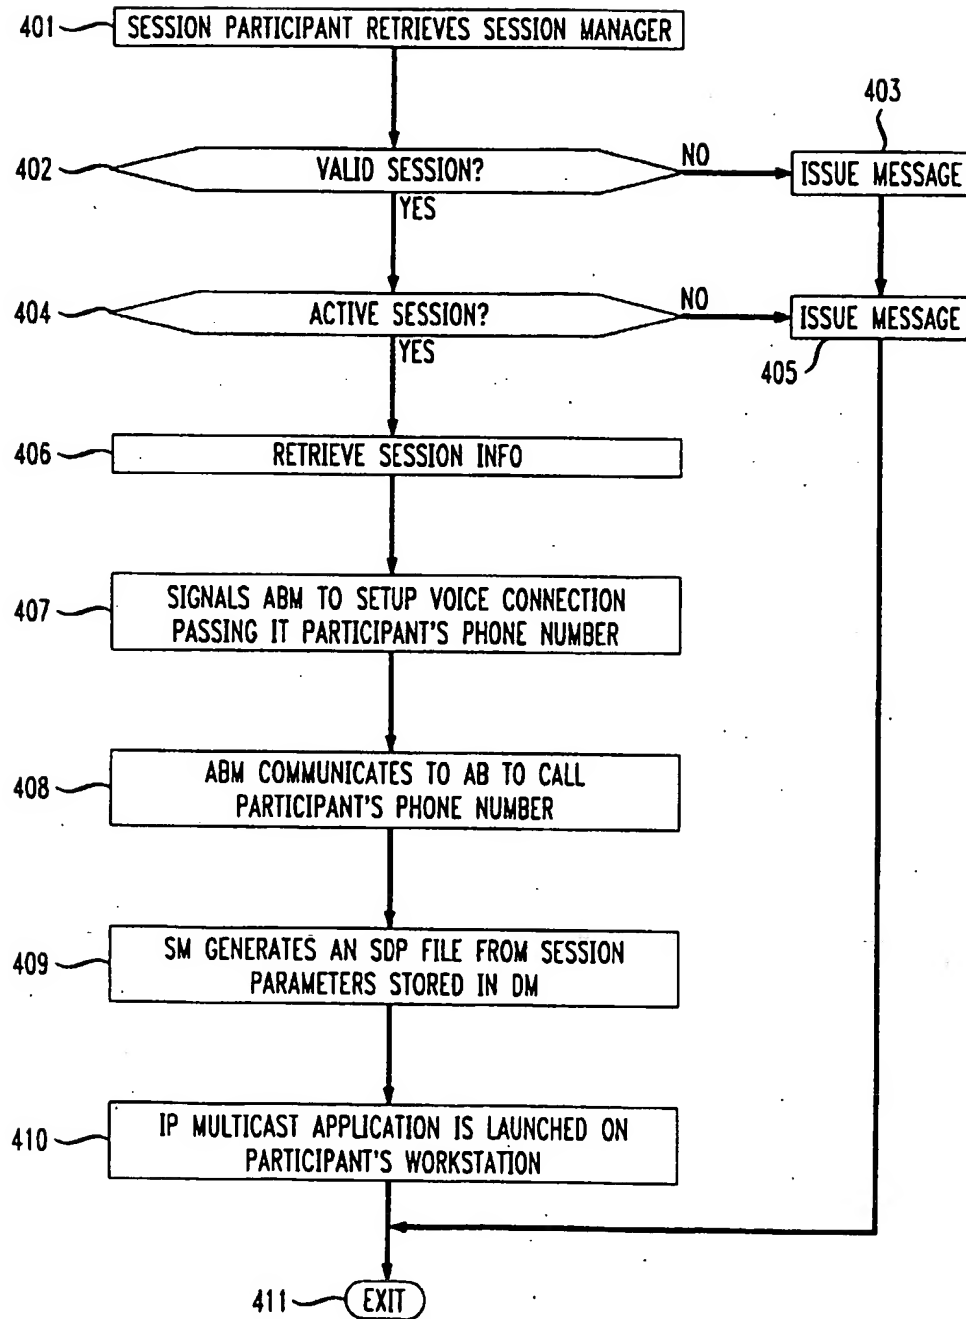 401
SESSION PARTICIPANT RETRIEVES SESSION MANAGER
403
402
VALID SESSION?
NO
ISSUE MESSAGE
YES
404
ACTIVE SESSION?
NO
ISSUE MESSAGE
YES
405
406
RETRIEVE SESSION INFO
407
SIGNALS ABM TO SETUP VOICE CONNECTION
PASSING IT PARTICIPANT'S PHONE NUMBER
408
ABM COMMUNICATES TO AB TO CALL
PARTICIPANT'S PHONE NUMBER
409
SM GENERATES AN SDP FILE FROM SESSION
PARAMETERS STORED IN DM
410
IP MULTICAST APPLICATION IS LAUNCHED ON
PARTICIPANT'S WORKSTATION
411
EXIT